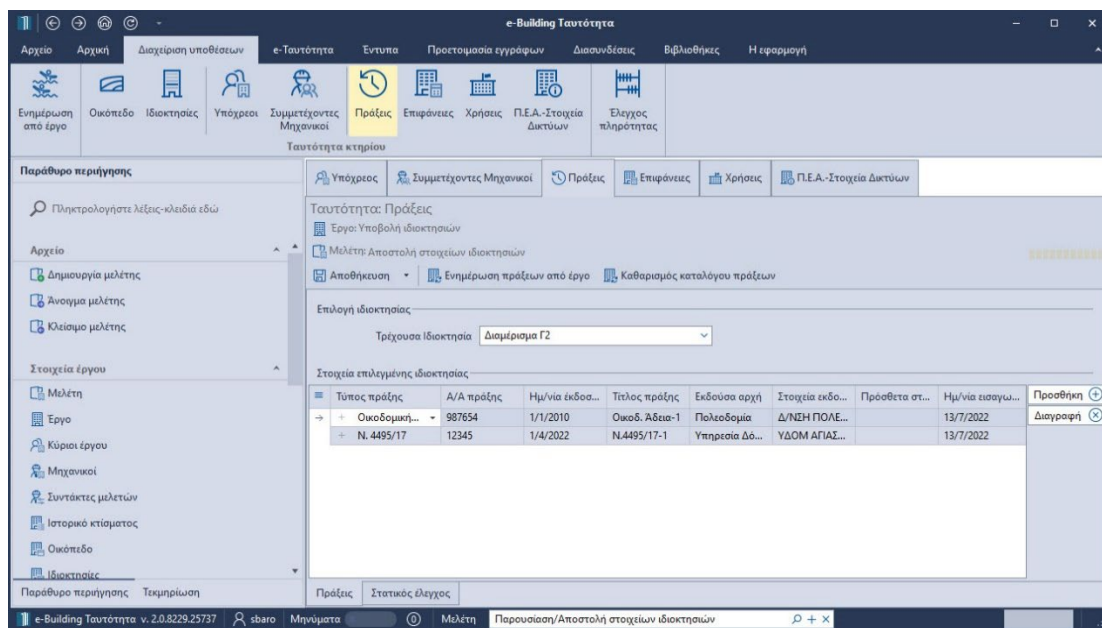 e-Building Ταυτότητα
Αρχείο Αρχική Διαχείριση υποθέσεων e-Ταυτότητα Έντυπα Προετοιμασία εγγράφων Διασυνδέσεις Βιβλιοθήκες Η εφαρμογή
Ενημέρωση από έργο
Οικόπεδο
Ιδιοκτησίες
Υπόχρεοι
Συμμετέχοντες Μηχανικοί
Πράξεις
Επιφάνειες
Χρήσεις
Π.Ε.Α.-Στοιχεία Δικτύων
Έλεγχος πληρότητας
Ταυτότητα κτηρίου
Παράθυρο περιήγησης
Πληκτρολογήστε λέξεις-κλειδιά εδώ
Αρχείο
Δημιουργία μελέτης
Άνοιγμα μελέτης
Κλείσιμο μελέτης
Στοιχεία έργου
Μελέτη
Έργο
Κύριοι έργου
Μηχανικοί
Συντάκτες μελετών
Ιστορικό κτίσματος
Οικόπεδο
Ιδιοκτησίες
Παράθυρο περιήγησης Τεκμηρίωση
Υπόχρεος Συμμετέχοντες Μηχανικοί Πράξεις Επιφάνειες Χρήσεις Π.Ε.Α.-Στοιχεία Δικτύων
Ταυτότητα: Πράξεις
Έργο: Υποβολή ιδιοκτησιών
Μελέτη: Αποστολή στοιχείων ιδιοκτησιών
Αποθήκευση Ενημέρωση πράξεων από έργο Καθαρισμός καταλόγου πράξεων
Επιλογή ιδιοκτησίας
Τρέχουσα Ιδιοκτησία Διαμέρισμα Γ2
Στοιχεία επιλεγμένης ιδιοκτησίας
Τύπος πράξης Α/Α πράξης Ημ/νία έκδοσ... Τίτλος πράξης Εκδούσα αρχή Στοιχεία εκδο... Πρόσθετα στ... Ημ/νία εισαγω... Προσθήκη
Οικοδομική... 987654 1/1/2010 Οικοδ. Άδεια-1 Πολεοδομία Δ/ΝΣΗ ΠΟΛΕ... 13/7/2022 Διαγραφή
Ν. 4495/17 12345 1/4/2022 Ν.4495/17-1 Υπηρεσία Δό... ΥΔΟΜ ΑΓΙΑΣ... 13/7/2022
Πράξεις Στατικός έλεγχος
e-Building Ταυτότητα v. 2.0.8229.25737 sbaro Μηνύματα (0) Μελέτη Παρουσίαση/Αποστολή στοιχείων ιδιοκτησιών